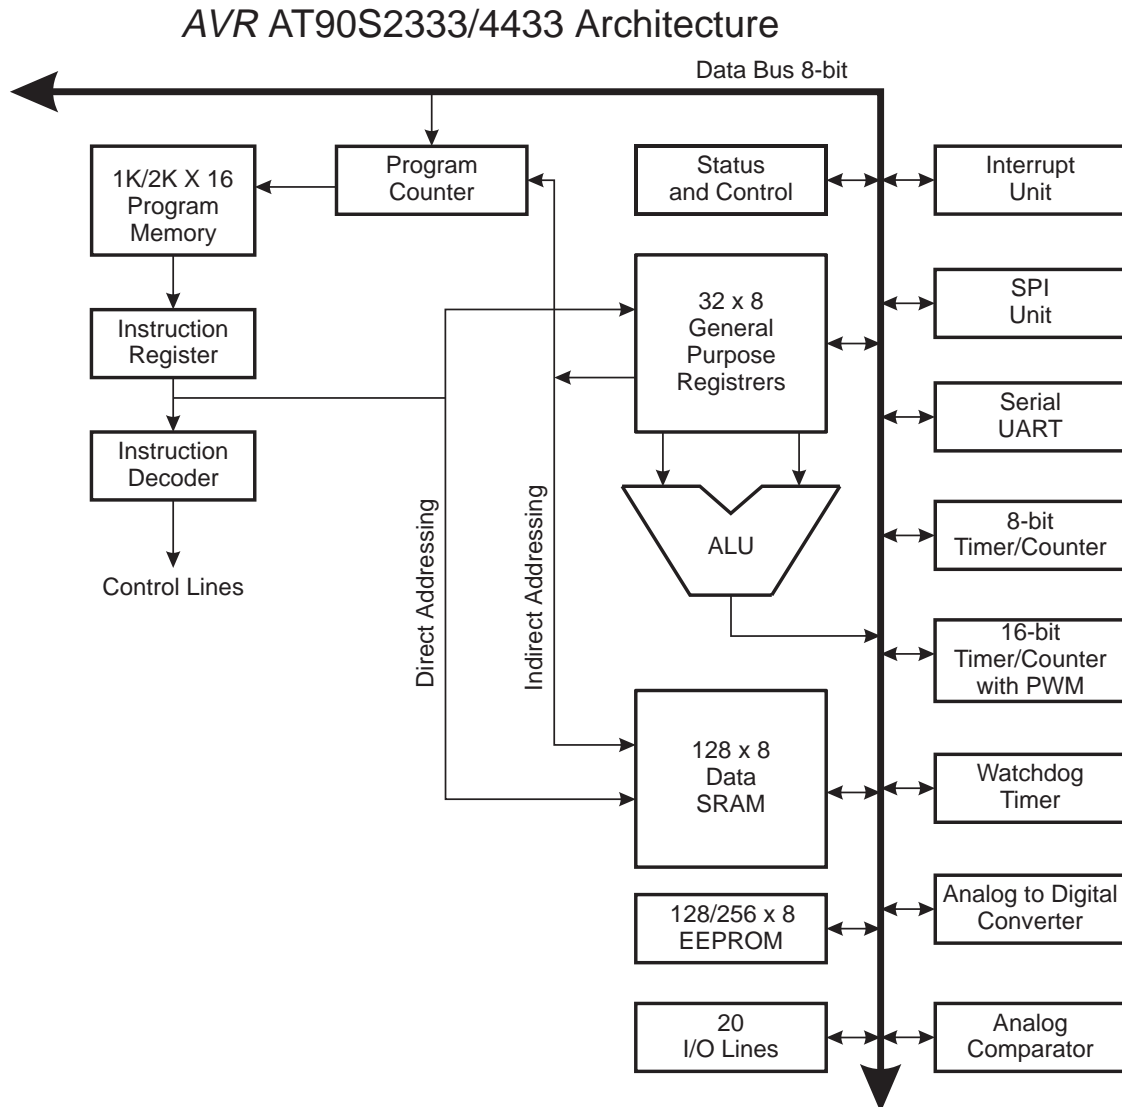 AVR AT90S2333/4433 Architecture
Data Bus 8-bit
1K/2K X 16
Program
Memory
Program
Counter
Status
and Control
Interrupt
Unit
Instruction
Register
32 x 8
General
Purpose
Registrers
SPI
Unit
Serial
UART
Instruction
Decoder
Control Lines
Direct Addressing
Indirect Addressing
ALU
8-bit
Timer/Counter
16-bit
Timer/Counter
with PWM
128 x 8
Data
SRAM
Watchdog
Timer
128/256 x 8
EEPROM
Analog to Digital
Converter
20
I/O Lines
Analog
Comparator